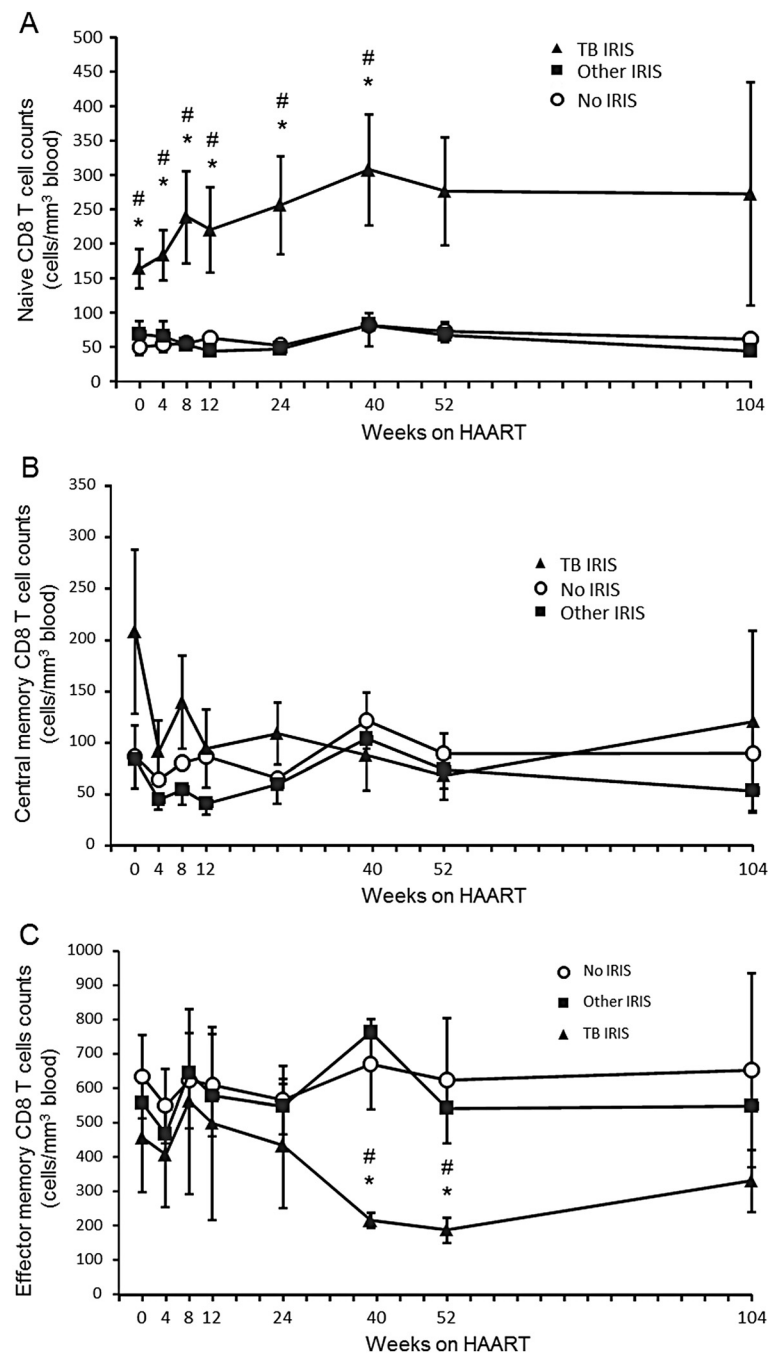 A
500
450
400
350
300
250
200
150
100
50
0
Naive CD8 T cell counts
(cells/mm³ blood)
TB IRIS
Other IRIS
No IRIS
#
*
#
*
#
*
#
*
#
*
#
*
0 4 8 12 24 40 52 104
Weeks on HAART
B
350
300
250
200
150
100
50
0
Central memory CD8 T cell counts
(cells/mm³ blood)
TB IRIS
No IRIS
Other IRIS
0 4 8 12 40 52 104
Weeks on HAART
C
1000
900
800
700
600
500
400
300
200
100
0
Effector memory CD8 T cells counts
(cells/mm³ blood)
No IRIS
Other IRIS
TB IRIS
#
*
#
*
0 4 8 12 24 40 52 104
Weeks on HAART